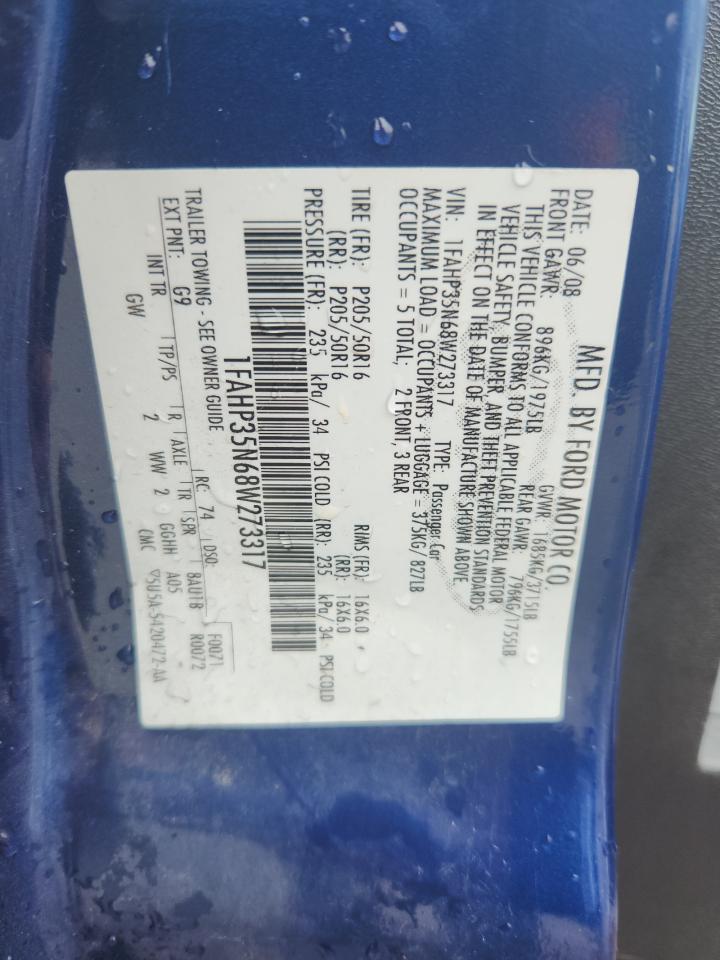 MFD. BY FORD MOTOR CO.
DATE: 06/08 GVWR: 1685KG/3715LB
FRONT GAWR: 896KG/1975LB REAR GAWR: 796KG/1755LB
THIS VEHICLE CONFORMS TO ALL APPLICABLE FEDERAL MOTOR
VEHICLE SAFETY, BUMPER, AND THEFT PREVENTION STANDARDS
IN EFFECT ON THE DATE OF MANUFACTURE SHOWN ABOVE.
VIN: 1FAHP35N68W273317 TYPE: Passenger Car
MAXIMUM LOAD = OCCUPANTS + LUGGAGE = 375KG/827LB
OCCUPANTS = 5 TOTAL; 2 FRONT, 3 REAR
TIRE (FR): P205/50R16 RIMS (FR): 16X6.0
(RR): P205/50R16 (RR): 16X6.0
PRESSURE (FR): 235 kPa/ 34 PSI COLD (RR): 235 kPa/ 34 PSI COLD
1FAHP35N68W273317
TRAILER TOWING - SEE OWNER GUIDE
F0071
EXT PNT: G9 RC: 74 DSO: R0072
INT TR TP/PS R AXLE TR SPR 8AU1B
GW 2 2 GGHH A05
WW CMC 5U5A-5420472-AA